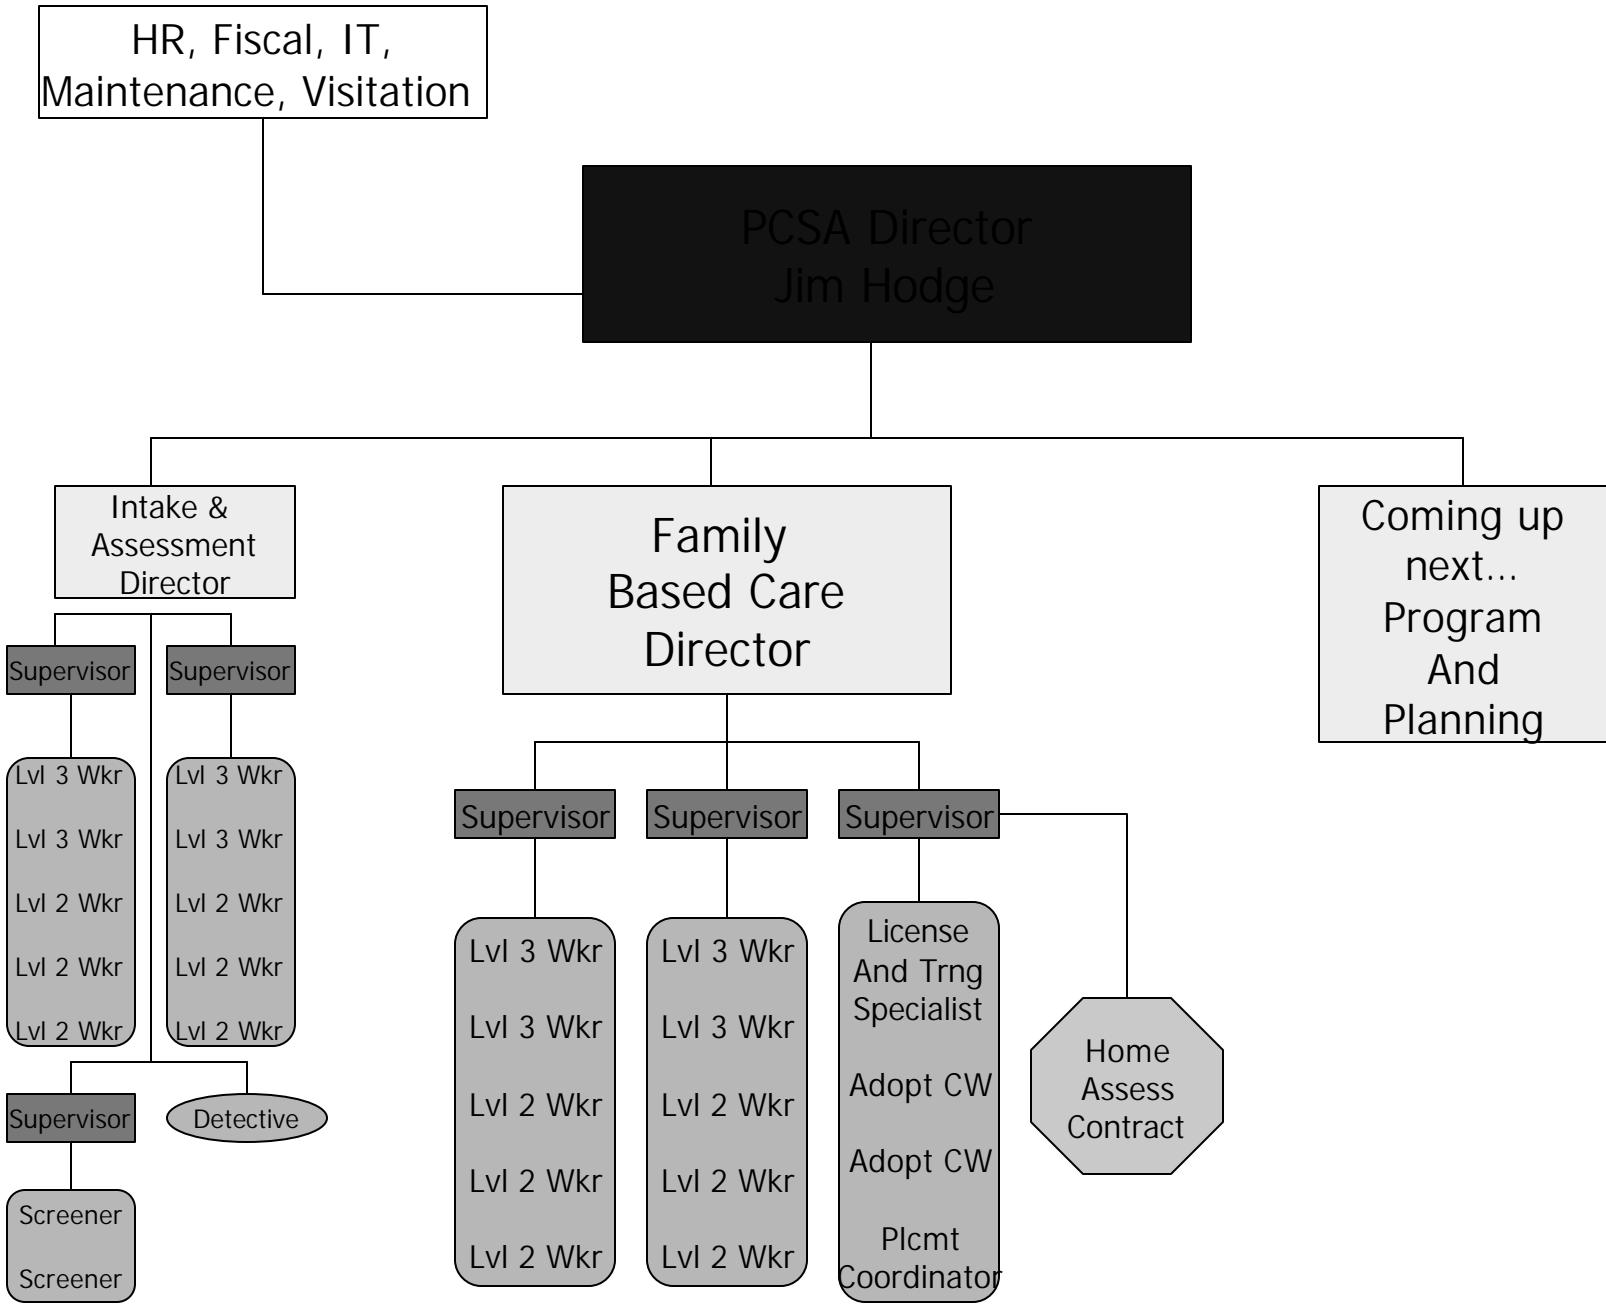 HR, Fiscal, IT,
Maintenance, Visitation
PCSA Director
Jim Hodge
Intake &
Assessment
Director
Supervisor
Supervisor
Lvl 3 Wkr
Lvl 3 Wkr
Lvl 2 Wkr
Lvl 2 Wkr
Lvl 2 Wkr
Lvl 3 Wkr
Lvl 3 Wkr
Lvl 2 Wkr
Lvl 2 Wkr
Lvl 2 Wkr
Supervisor
Detective
Screener
Screener
Family
Based Care
Director
Supervisor
Supervisor
Supervisor
Lvl 3 Wkr
Lvl 3 Wkr
Lvl 2 Wkr
Lvl 2 Wkr
Lvl 2 Wkr
Lvl 3 Wkr
Lvl 3 Wkr
Lvl 2 Wkr
Lvl 2 Wkr
Lvl 2 Wkr
License
And Trng
Specialist
Adopt CW
Adopt CW
Plcmt
Coordinator
Home
Assess
Contract
Coming up
next...
Program
And
Planning